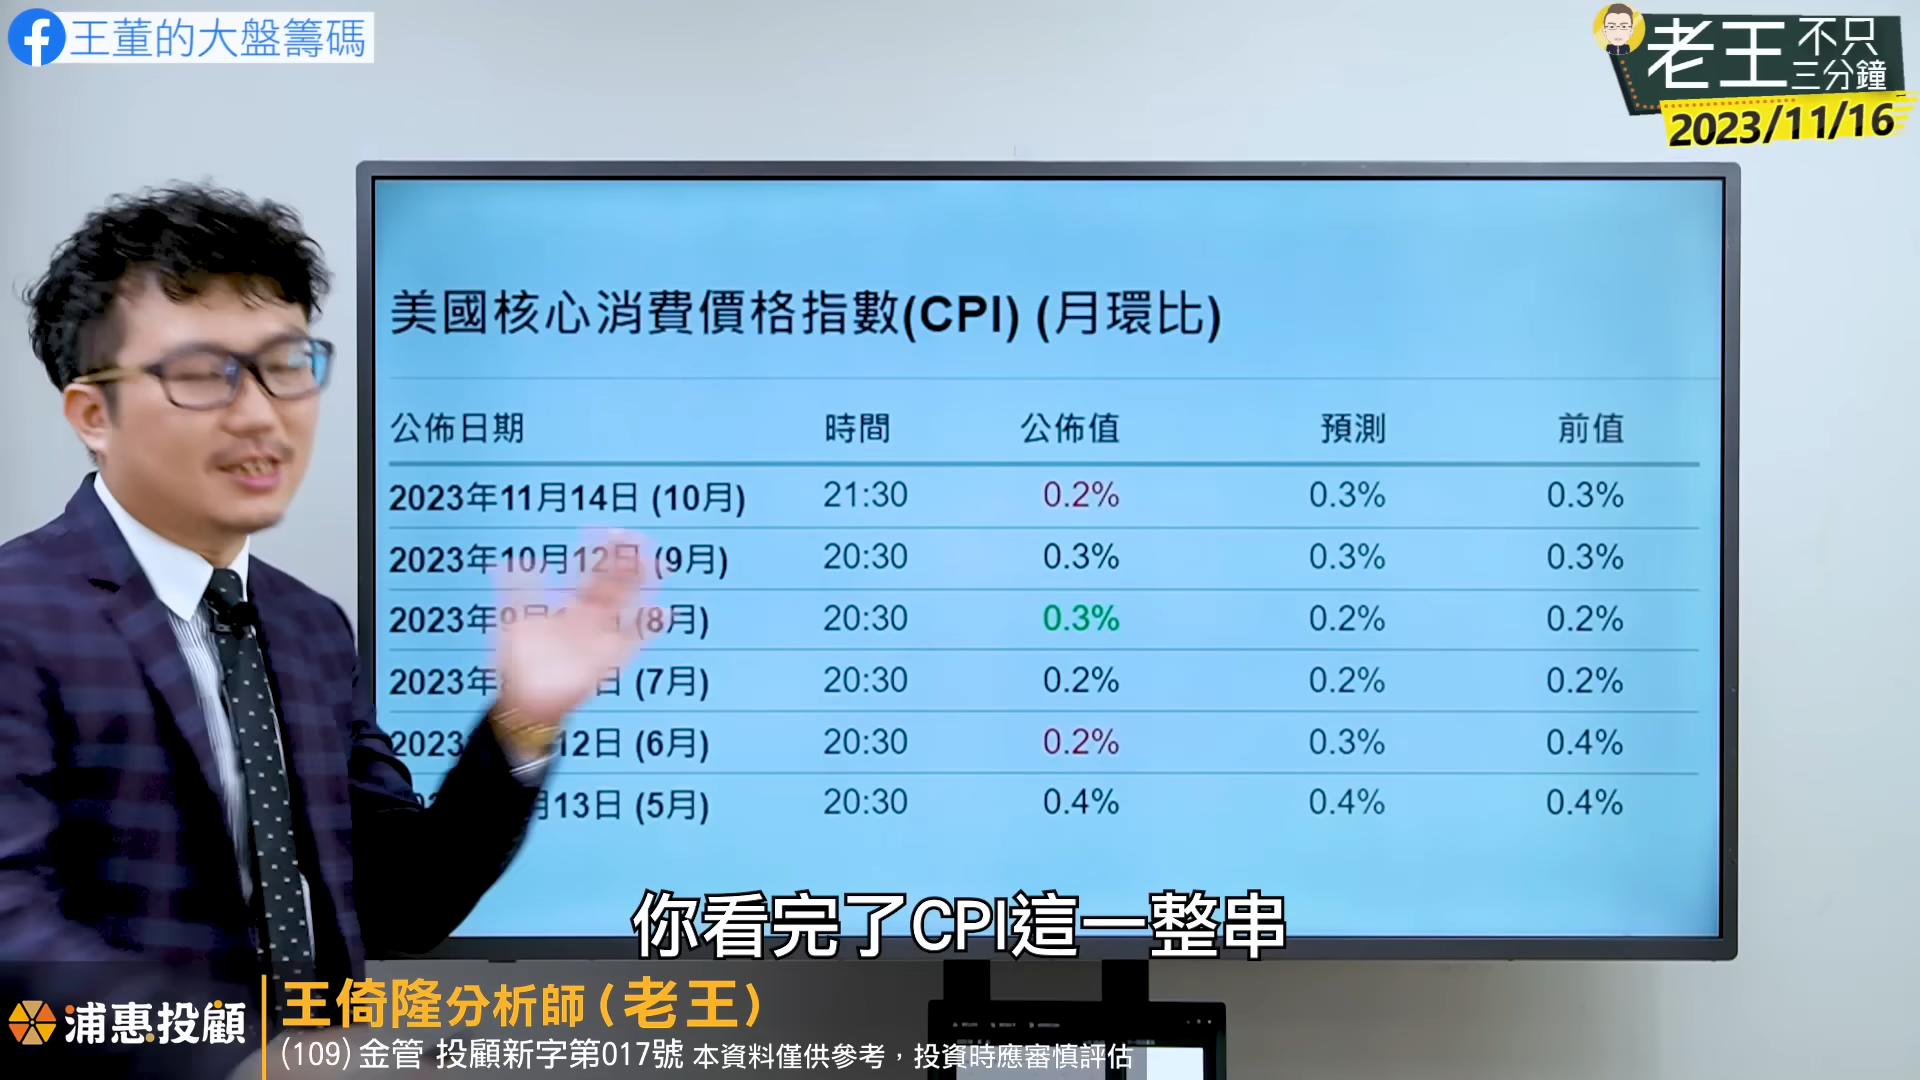 王董的大盤籌碼
老王不只三分鐘
2023/11/16
美國核心消費價格指數(CPI) (月環比)
公佈日期 時間 公佈值 預測 前值
2023年11月14日 (10月) 21:30 0.2% 0.3% 0.3%
2023年10月12日 (9月) 20:30 0.3% 0.3% 0.3%
2023年9月 (8月) 20:30 0.3% 0.2% 0.2%
2023年 日 (7月) 20:30 0.2% 0.2% 0.2%
2023 12日 (6月) 20:30 0.2% 0.3% 0.4%
月13日 (5月) 20:30 0.4% 0.4% 0.4%
你看完了CPI這一整串
浦惠投顧
王倚隆分析師(老王)
(109)金管 投顧新字第017號 本資料僅供參考，投資時應審慎評估